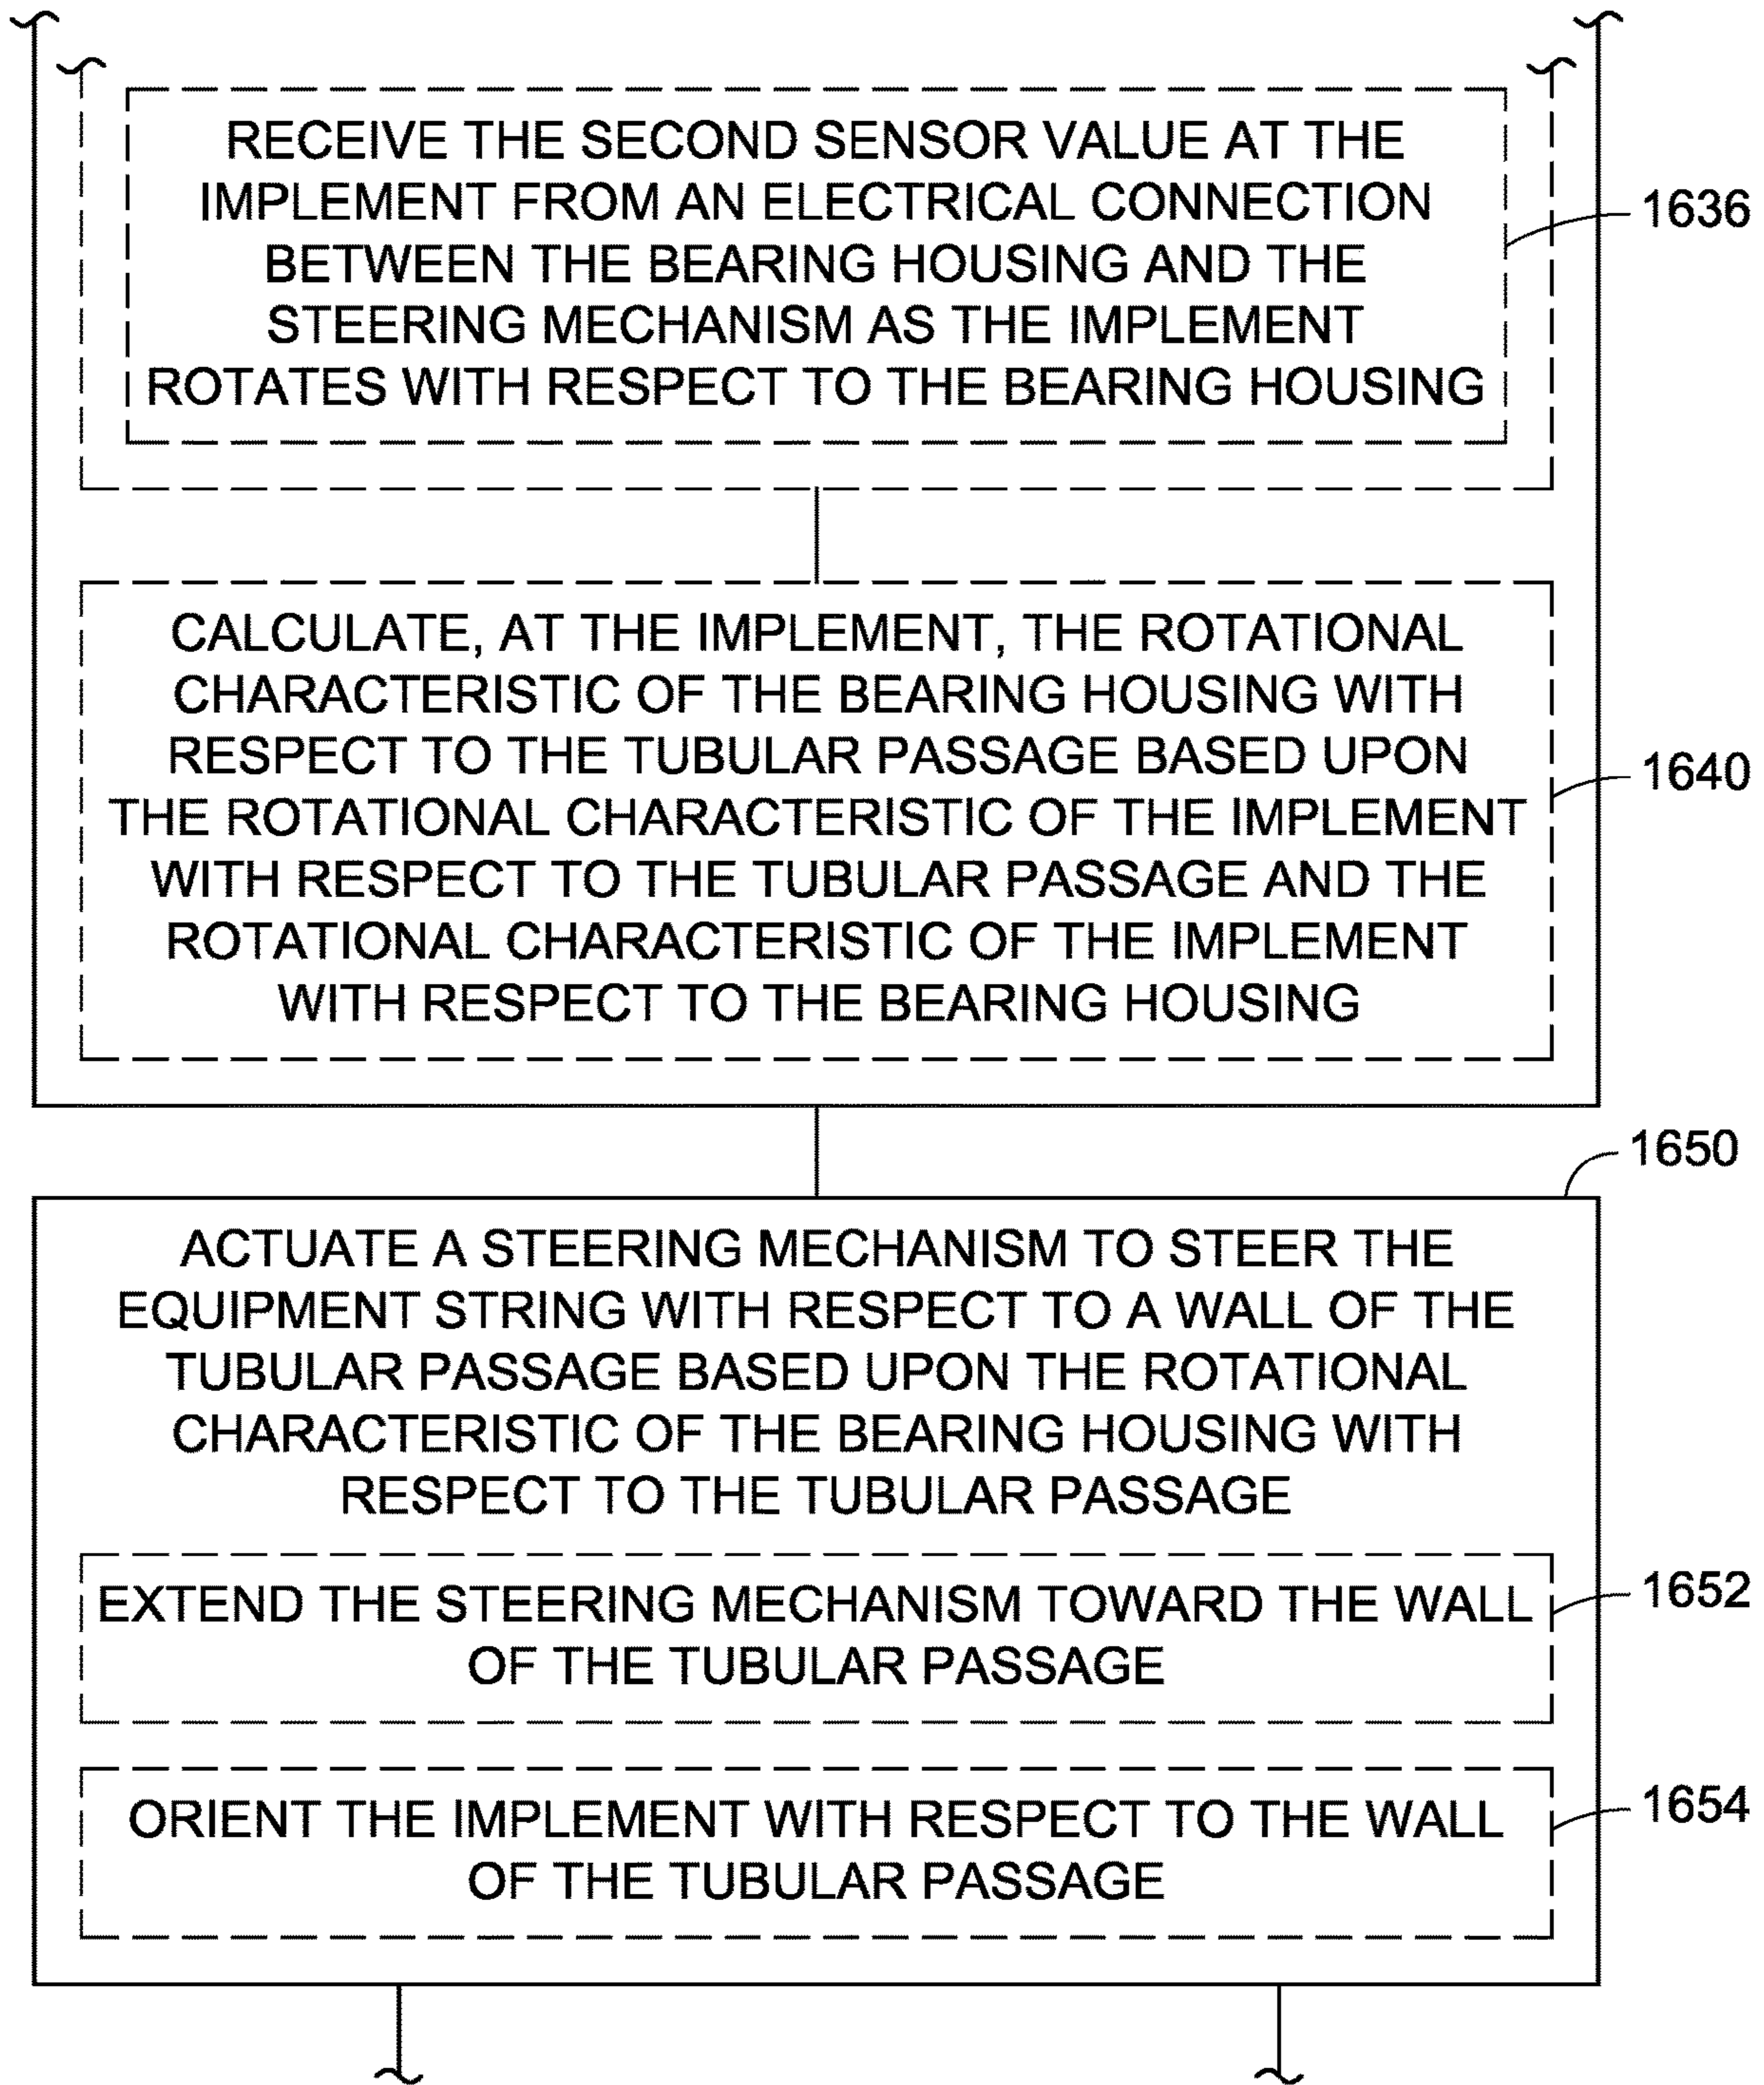 RECEIVE THE SECOND SENSOR VALUE AT THE
IMPLEMENT FROM AN ELECTRICAL CONNECTION
BETWEEN THE BEARING HOUSING AND THE
STEERING MECHANISM AS THE IMPLEMENT
ROTATES WITH RESPECT TO THE BEARING HOUSING
1636
CALCULATE, AT THE IMPLEMENT, THE ROTATIONAL
CHARACTERISTIC OF THE BEARING HOUSING WITH
RESPECT TO THE TUBULAR PASSAGE BASED UPON
THE ROTATIONAL CHARACTERISTIC OF THE IMPLEMENT
WITH RESPECT TO THE TUBULAR PASSAGE AND THE
ROTATIONAL CHARACTERISTIC OF THE IMPLEMENT
WITH RESPECT TO THE BEARING HOUSING
1640
1650
ACTUATE A STEERING MECHANISM TO STEER THE
EQUIPMENT STRING WITH RESPECT TO A WALL OF THE
TUBULAR PASSAGE BASED UPON THE ROTATIONAL
CHARACTERISTIC OF THE BEARING HOUSING WITH
RESPECT TO THE TUBULAR PASSAGE
EXTEND THE STEERING MECHANISM TOWARD THE WALL
OF THE TUBULAR PASSAGE
1652
ORIENT THE IMPLEMENT WITH RESPECT TO THE WALL
OF THE TUBULAR PASSAGE
1654